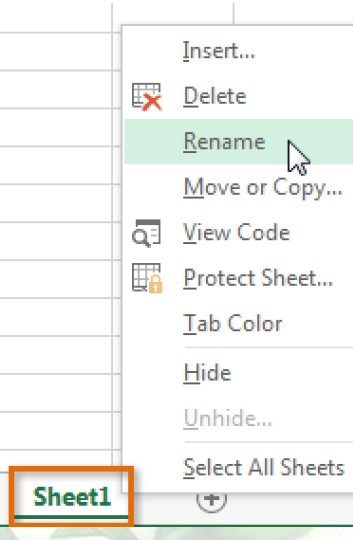 Insert...
Delete
Rename
Move or Copy...
View Code
Protect Sheet...
Tab Color
Hide
Unhide...
Select All Sheets
Sheet1